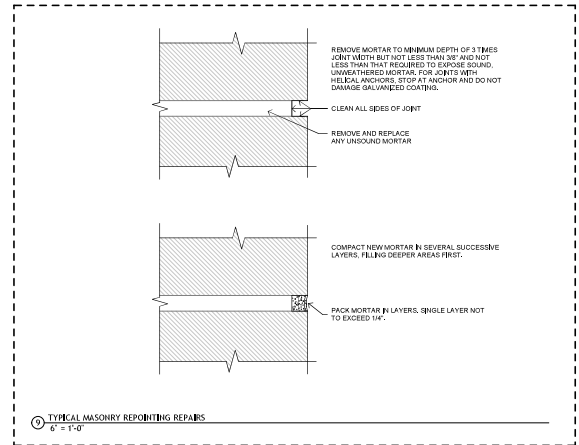 REMOVE MORTAR TO MINIMUM DEPTH OF 3 TIMES
JOINT WIDTH BUT NOT LESS THAN 3/8" AND NOT
LESS THAN THAT REQUIRED TO EXPOSE SOUND,
UNWEATHERED MORTAR. FOR JOINTS WITH
HELICAL ANCHORS, STOP AT ANCHOR AND DO NOT
DAMAGE GALVANIZED COATING.
CLEAN ALL SIDES OF JOINT
REMOVE AND REPLACE
ANY UNSOUND MORTAR
COMPACT NEW MORTAR IN SEVERAL SUCCESSIVE
LAYERS, FILLING DEEPER AREAS FIRST.
PACK MORTAR IN LAYERS, SINGLE LAYER NOT
TO EXCEED 1/4".
9 TYPICAL MASONRY REPOINTING REPAIRS
6" = 1'-0"